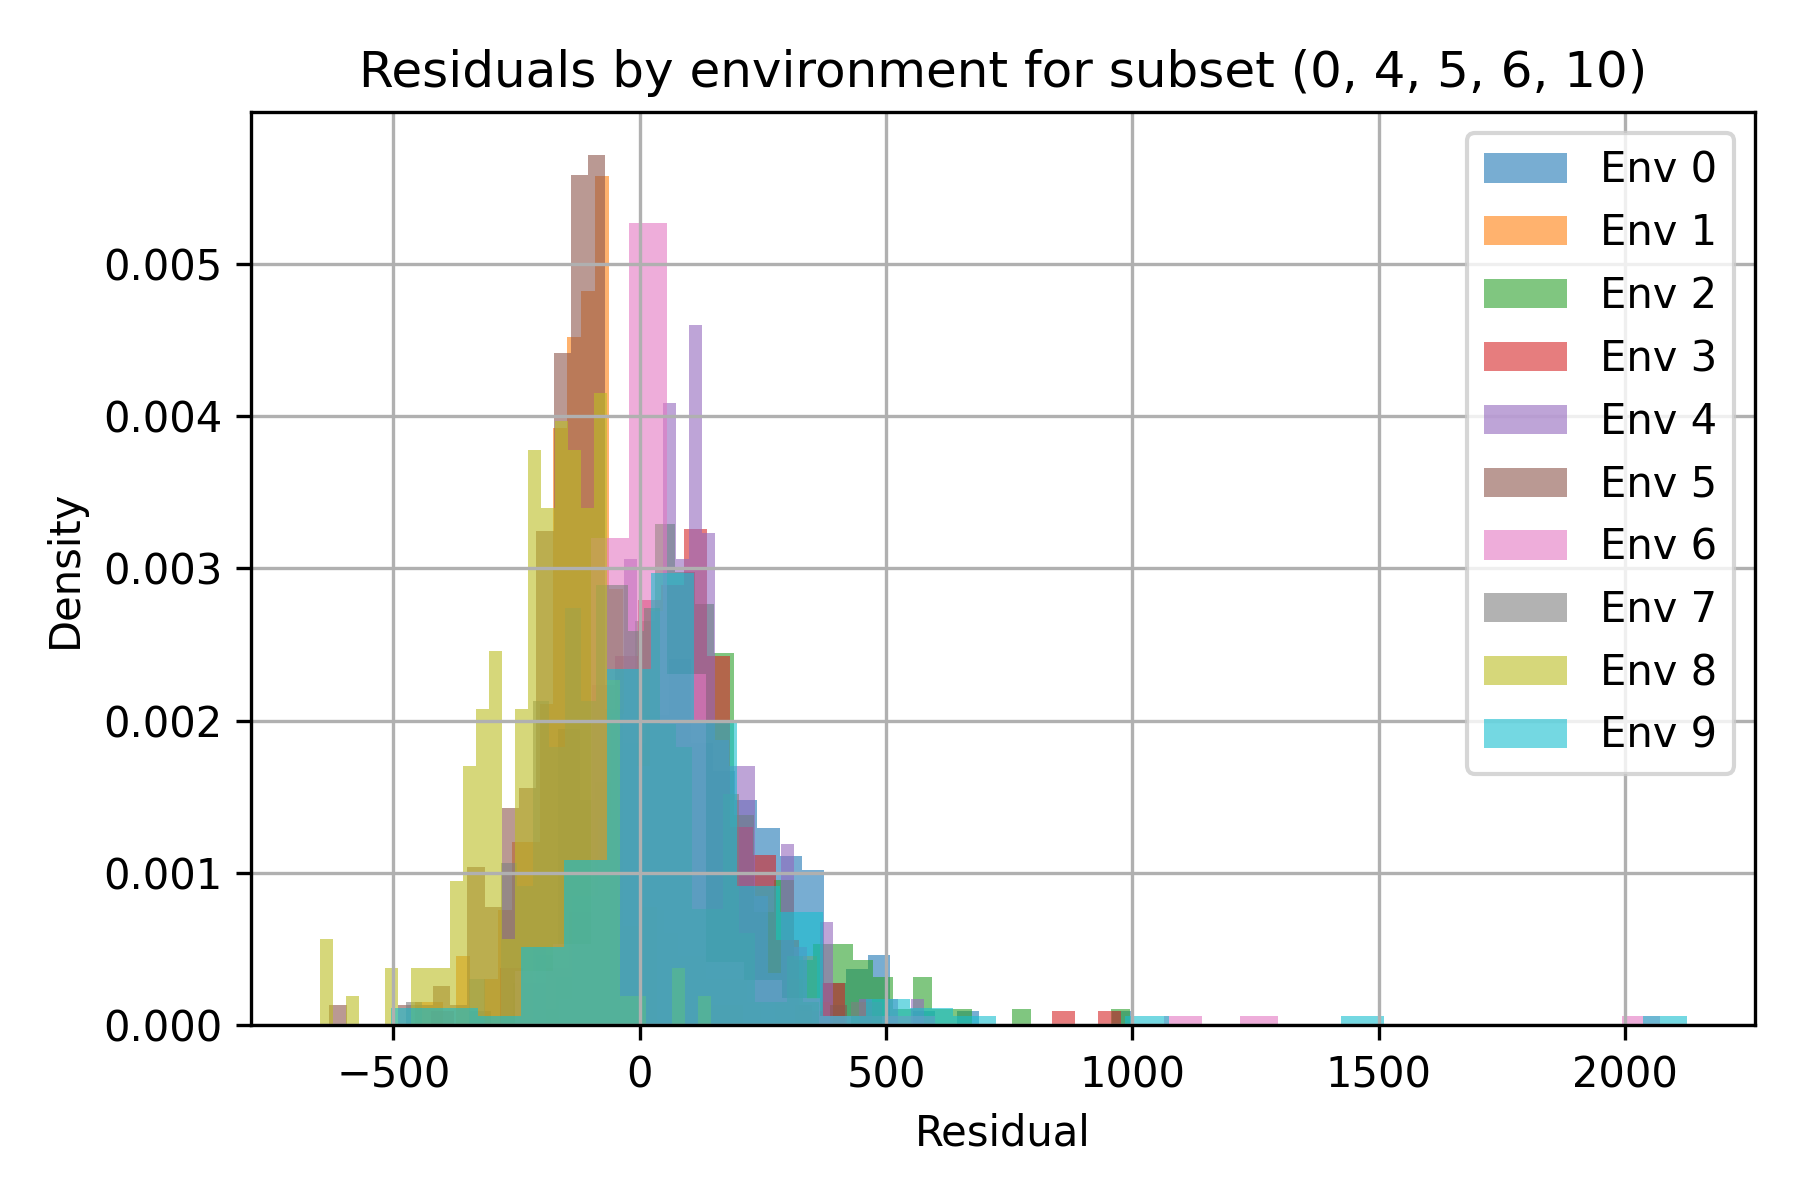 Residuals by environment for subset (0, 4, 5, 6, 10)
Env 0
Env 1
Env 2
Env 3
Env 4
Env 5
Env 6
Env 7
Env 8
Env 9
Density
0.005
0.004
0.003
0.002
0.001
0.000
−500
0
500
1000
1500
2000
Residual